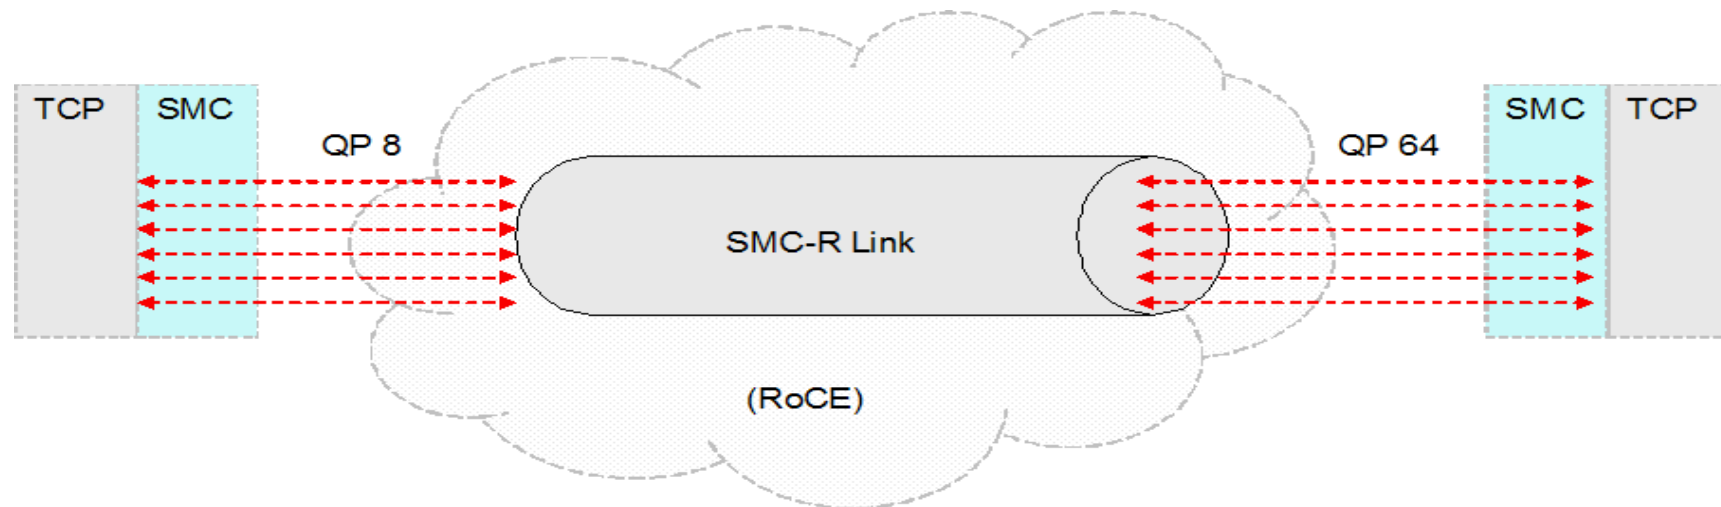 TCP
SMC
QP 8
SMC-R Link
(RoCE)
QP 64
SMC
TCP